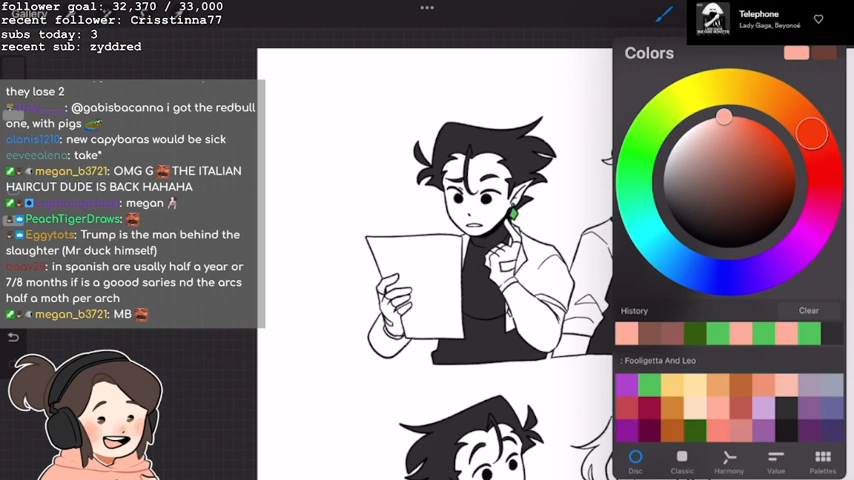 follower goal: 32,370 / 33,000
recent follower: Crisstinna77
subs today: 3
recent sub: zyddred
Gallery
Telephone
Lady Gaga, Beyoncé
they lose 2
: @gabisbacanna i got the redbull
one, with pigs
alanis1210: new capybaras would be sick
eeveealena: take*
megan_b3721: OMG G THE ITALIAN
HAIRCUT DUDE IS BACK HAHAHA
: megan
PeachTigerDraws:
Eggytots: Trump is the man behind the
slaughter (Mr duck himself)
: in spanish are usally half a year or
7/8 months if is a goood saries nd the arcs
half a moth per arch
megan_b3721: MB
Colors
History
Clear
: Fooligetta And Leo
Disc
Classic
Harmony
Value
Palettes